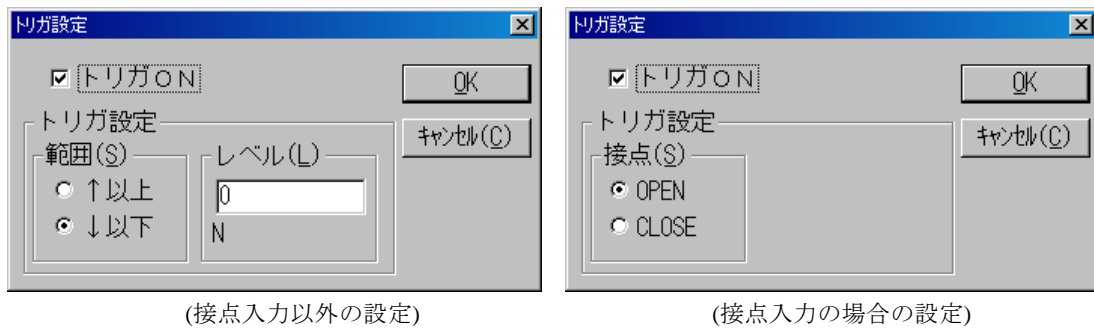 トリガ設定
トリガON
OK
キャンセル(C)
トリガ設定
範囲(S)
↑以上
↓以下
レベル(L)
0
N
(接点入力以外の設定)
トリガ設定
トリガON
OK
キャンセル(C)
トリガ設定
接点(S)
OPEN
CLOSE
(接点入力の場合の設定)